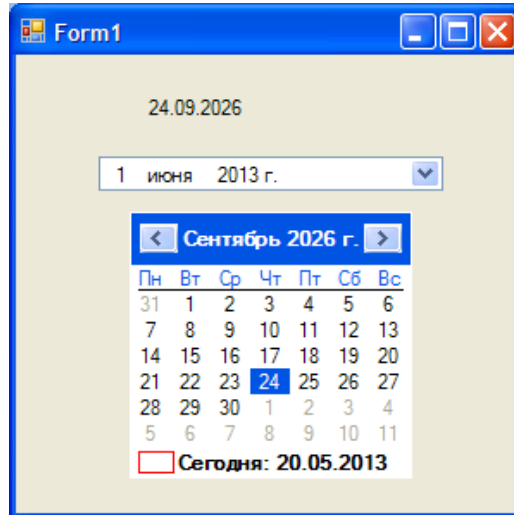 Form1
24.09.2026
1 июня 2013 г.
Сентябрь 2026 г.
Пн Вт Ср Чт Пт Сб Вс
31 1 2 3 4 5 6
7 8 9 10 11 12 13
14 15 16 17 18 19 20
21 22 23 24 25 26 27
28 29 30 1 2 3 4
5 6 7 8 9 10 11
Сегодня: 20.05.2013